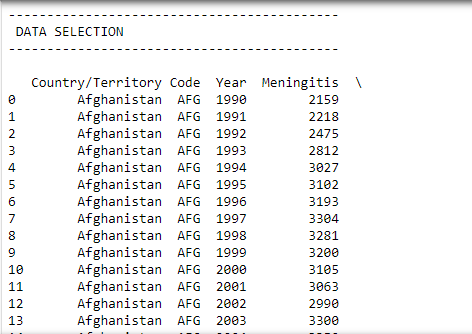 ------------------------------------------
DATA SELECTION
------------------------------------------
Country/Territory Code Year Meningitis \
0 Afghanistan AFG 1990 2159
1 Afghanistan AFG 1991 2218
2 Afghanistan AFG 1992 2475
3 Afghanistan AFG 1993 2812
4 Afghanistan AFG 1994 3027
5 Afghanistan AFG 1995 3102
6 Afghanistan AFG 1996 3193
7 Afghanistan AFG 1997 3304
8 Afghanistan AFG 1998 3281
9 Afghanistan AFG 1999 3200
10 Afghanistan AFG 2000 3105
11 Afghanistan AFG 2001 3063
12 Afghanistan AFG 2002 2990
13 Afghanistan AFG 2003 3300